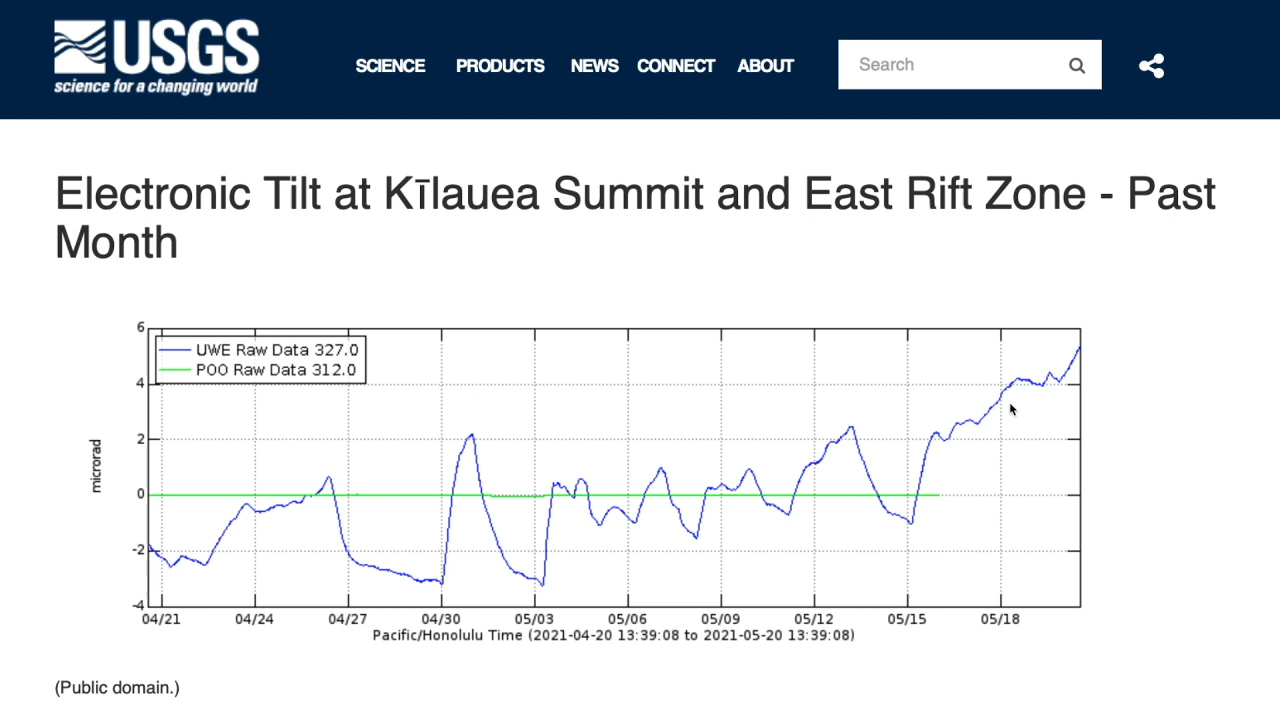 USGS
science for a changing world
SCIENCE PRODUCTS NEWS CONNECT ABOUT
Search
Electronic Tilt at Kīlauea Summit and East Rift Zone - Past
Month
6
4
2
0
-2
-4
microrad
UWE Raw Data 327.0
POO Raw Data 312.0
04/21 04/24 04/27 04/30 05/03 05/06 05/09 05/12 05/15 05/18
Pacific/Honolulu Time (2021-04-20 13:39:08 to 2021-05-20 13:39:08)
(Public domain.)